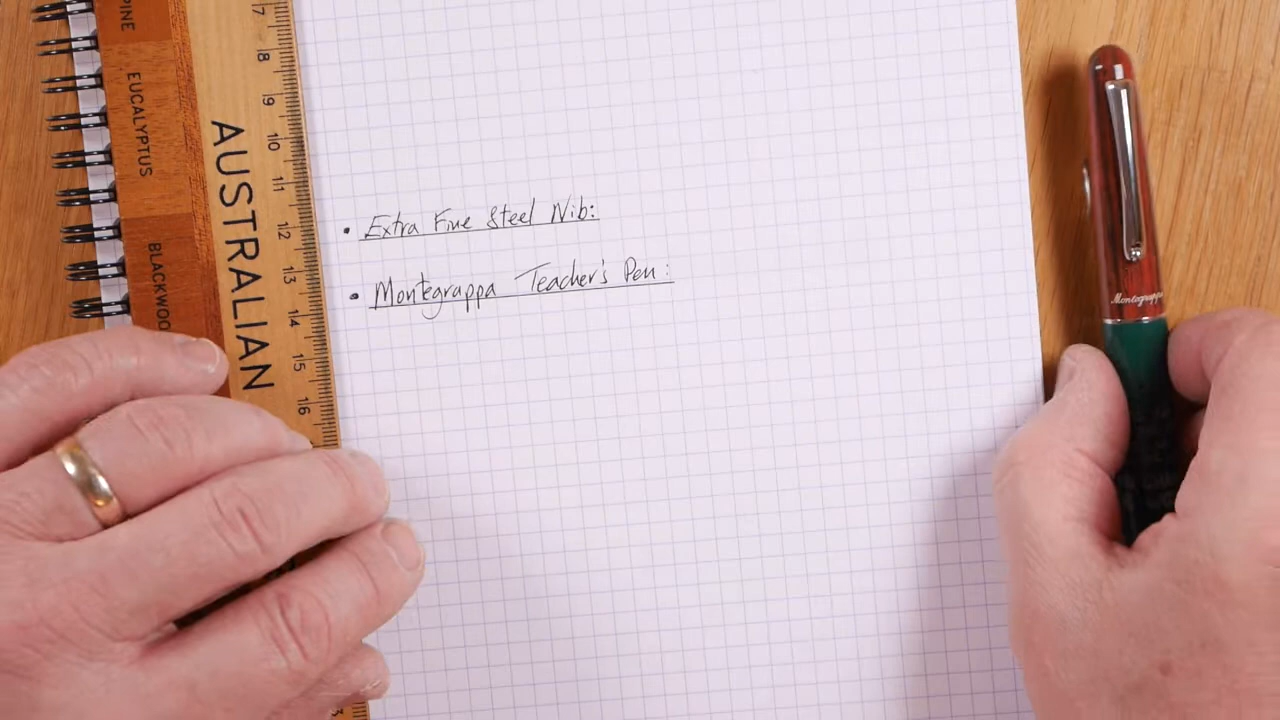 PINE
EUCALYPTUS
BLACKWOO
AUSTRALIAN
7
8
9
10
11
12
13
14
15
16
• Extra Fine Steel Nib:
• Montegrappa Teacher's Pen:
Montegrappa